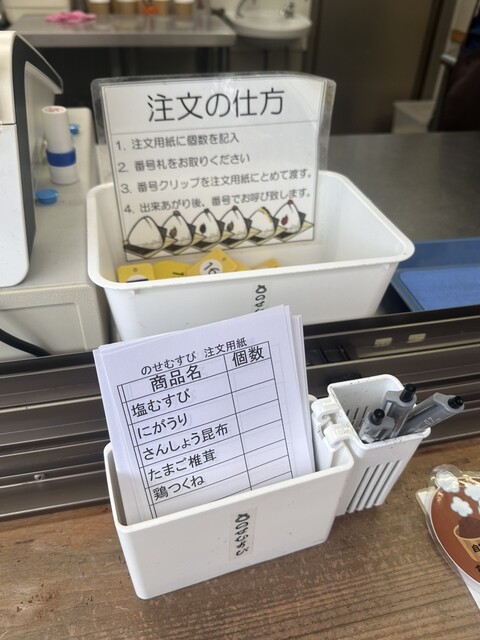 注文の仕方
1. 注文用紙に個数を記入
2. 番号札をお取りください
3. 番号クリップを注文用紙にとめて渡す。
4. 出来あがり後、番号でお呼び致します。
のせむすび 注文用紙
商品名 個数
塩むすび
にがうり
さんしょう昆布
たまご椎茸
鶏つくね